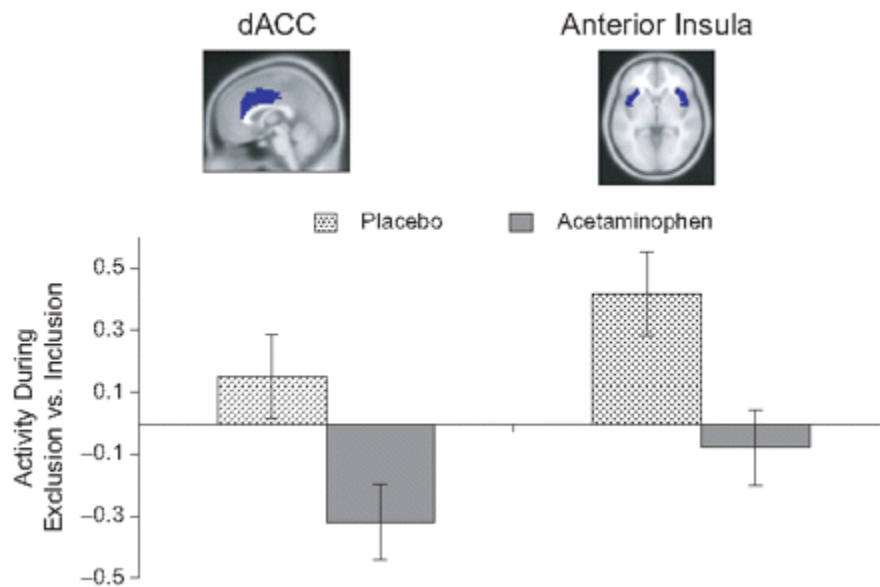 dACC
Anterior Insula
Placebo
Acetaminophen
Activity During
Exclusion vs. Inclusion
0.5
0.3
0.1
−0.1
−0.3
−0.5